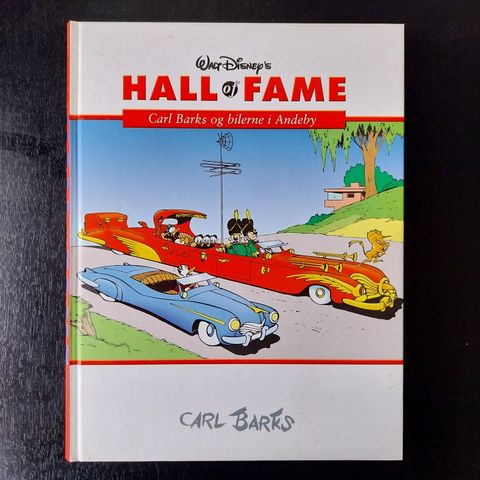 Walt Disney's
HALL of FAME
Carl Barks og bilerne i Andeby
CARL BARKS